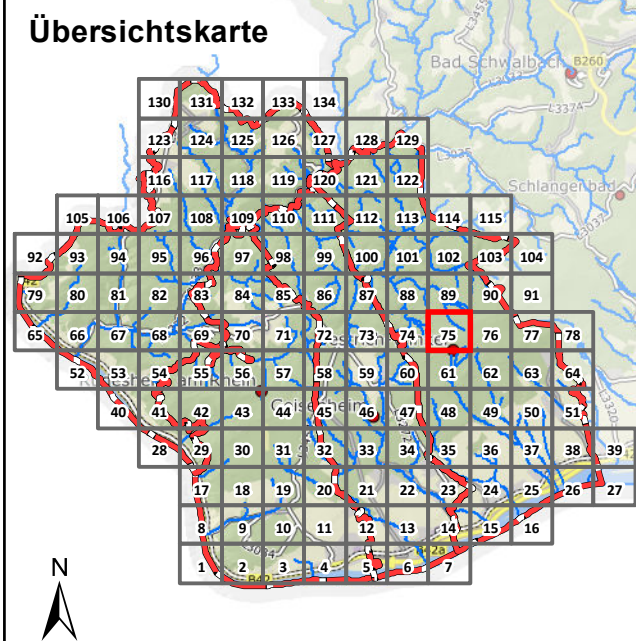 Übersichtskarte
Bad Schwalbach
B260
L3374
L3035
Schlangenbad
L3037
130 131 132 133 134
123 124 125 126 127 128 129
116 117 118 119 120 121 122
105 106 107 108 109 110 111 112 113 114 115
92 93 94 95 96 97 98 99 100 101 102 103 104
79 80 81 82 83 84 85 86 87 88 89 90 91
65 66 67 68 69 70 71 72 73 74 75 76 77 78
52 53 54 55 56 57 58 59 60 61 62 63 64
40 41 42 43 44 45 46 47 48 49 50 51
28 29 30 31 32 33 34 35 36 37 38 39
17 18 19 20 21 22 23 24 25 26 27
8 9 10 11 12 13 14 15 16
1 2 3 4 5 6 7
L3034
B42
B42a
N